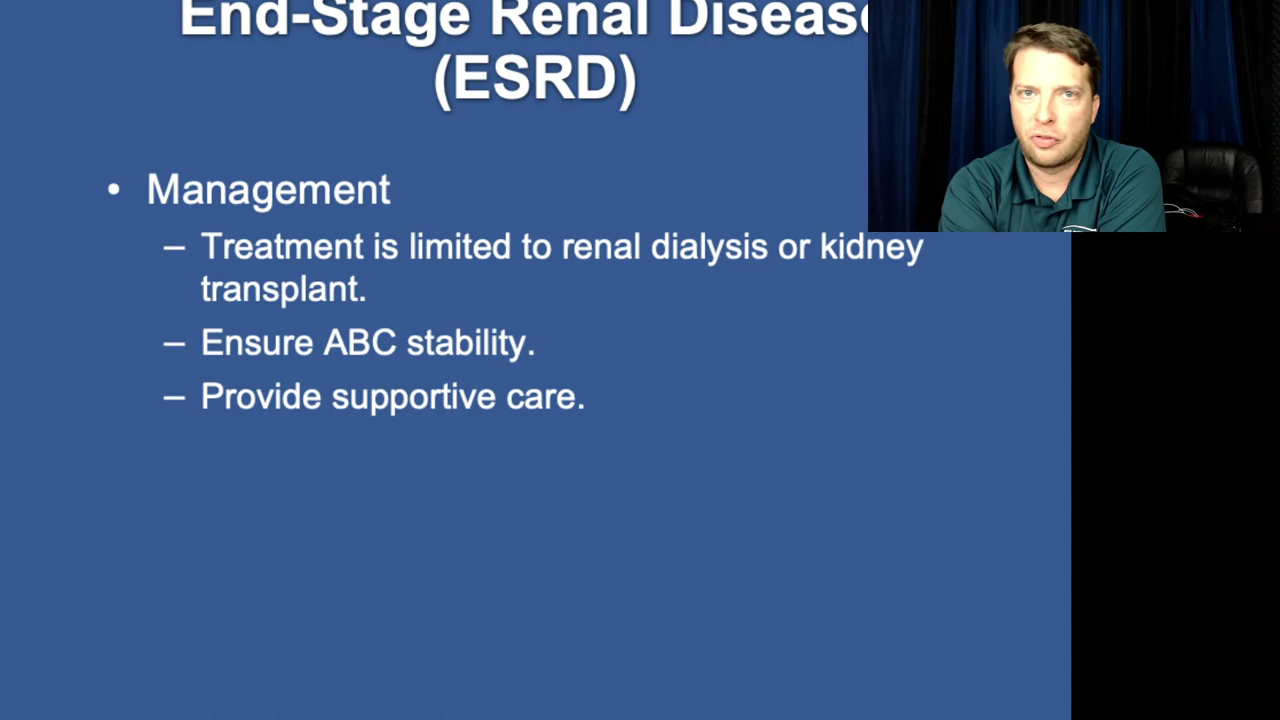 End-Stage Renal Disease
(ESRD)
• Management
– Treatment is limited to renal dialysis or kidney
transplant.
– Ensure ABC stability.
– Provide supportive care.